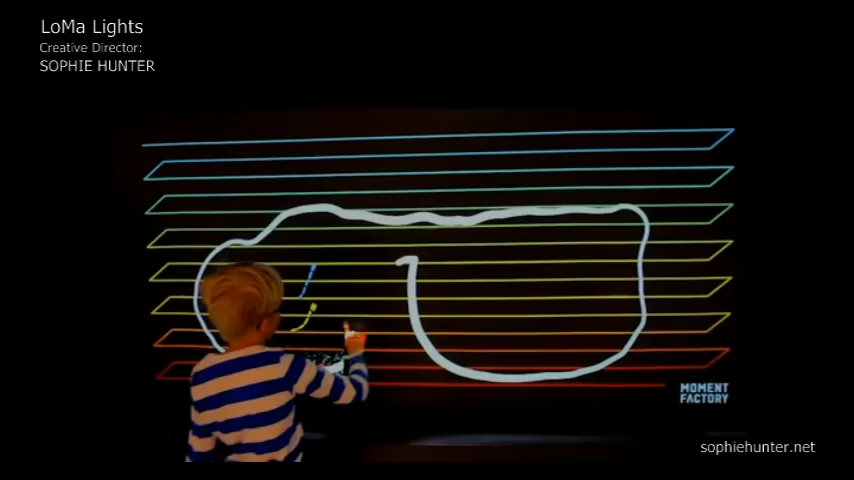 LoMa Lights
Creative Director:
SOPHIE HUNTER
MOMENT
FACTORY
sophiehunter.net